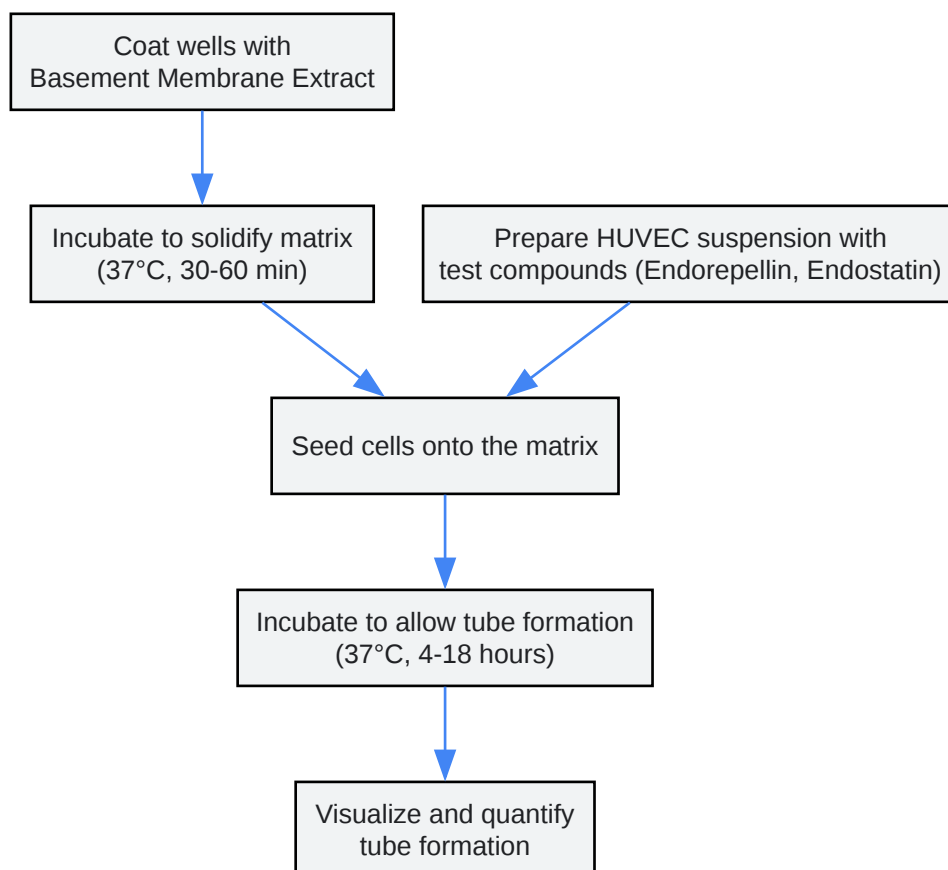 Coat wells with
Basement Membrane Extract
Incubate to solidify matrix
(37°C, 30-60 min)
Prepare HUVEC suspension with
test compounds (Endorepellin, Endostatin)
Seed cells onto the matrix
Incubate to allow tube formation
(37°C, 4-18 hours)
Visualize and quantify
tube formation